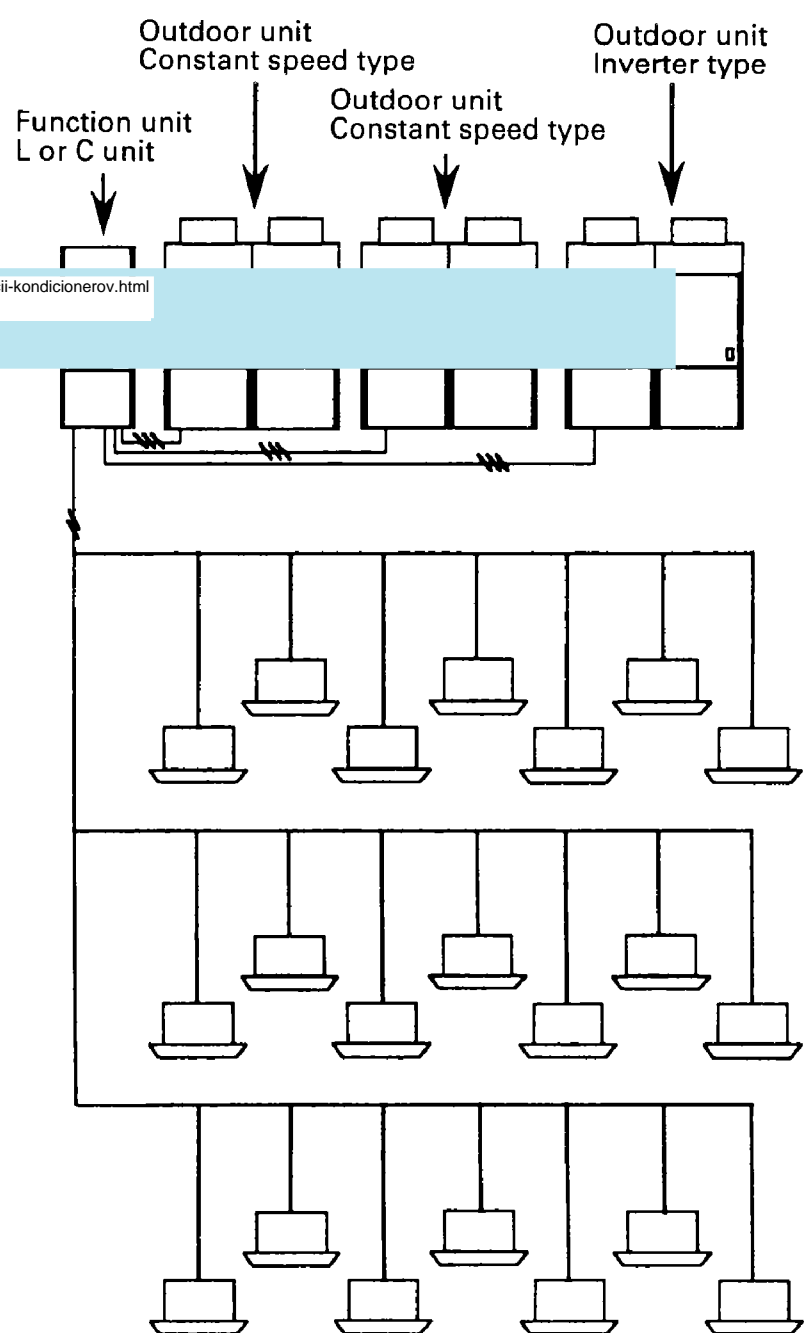 Outdoor unit
Constant speed type
Outdoor unit
Inverter type
Outdoor unit
Constant speed type
Function unit
L or C unit
ii-kondicionerov.html